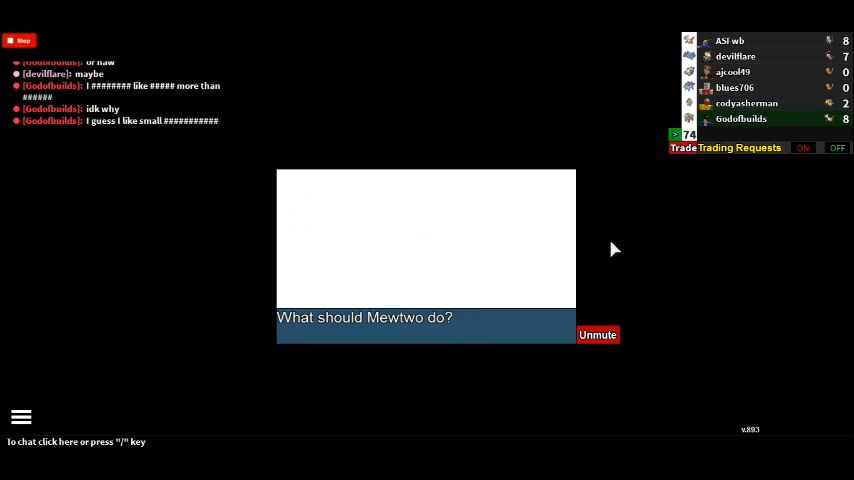 Stop
[Godofbuilds]: or naw
[devilflare]: maybe
[Godofbuilds]: I ######## like ##### more than
######
[Godofbuilds]: idk why
[Godofbuilds]: I guess I like small ###########
ASFwb 8
devilflare 7
ajcool49 0
blues706 0
codyasherman 2
Godofbuilds 8
> 74
Trade Trading Requests ON OFF
What should Mewtwo do?
Unmute
v.893
To chat click here or press "/" key